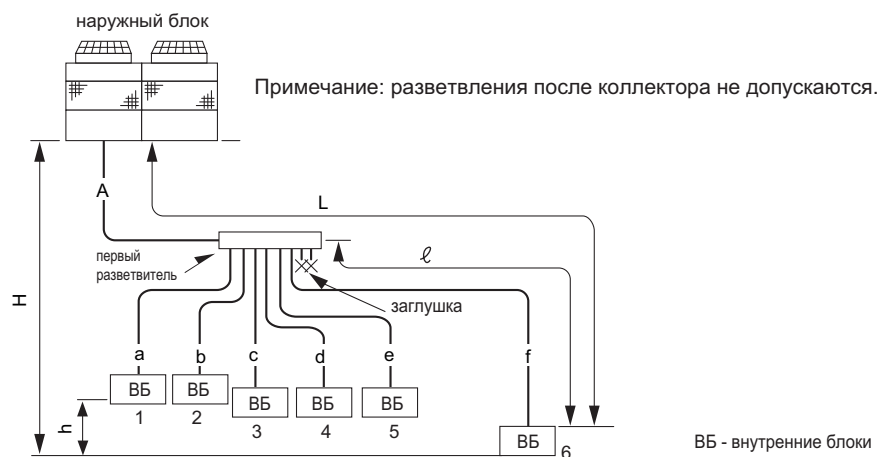 наружный блок
Примечание: разветвления после коллектора не допускаются.
A
L
первый
разветвитель
ℓ
заглушка
H
a
b
c
d
e
f
ВБ
ВБ
ВБ
ВБ
ВБ
1
2
3
4
5
h
ВБ
6
ВБ - внутренние блоки